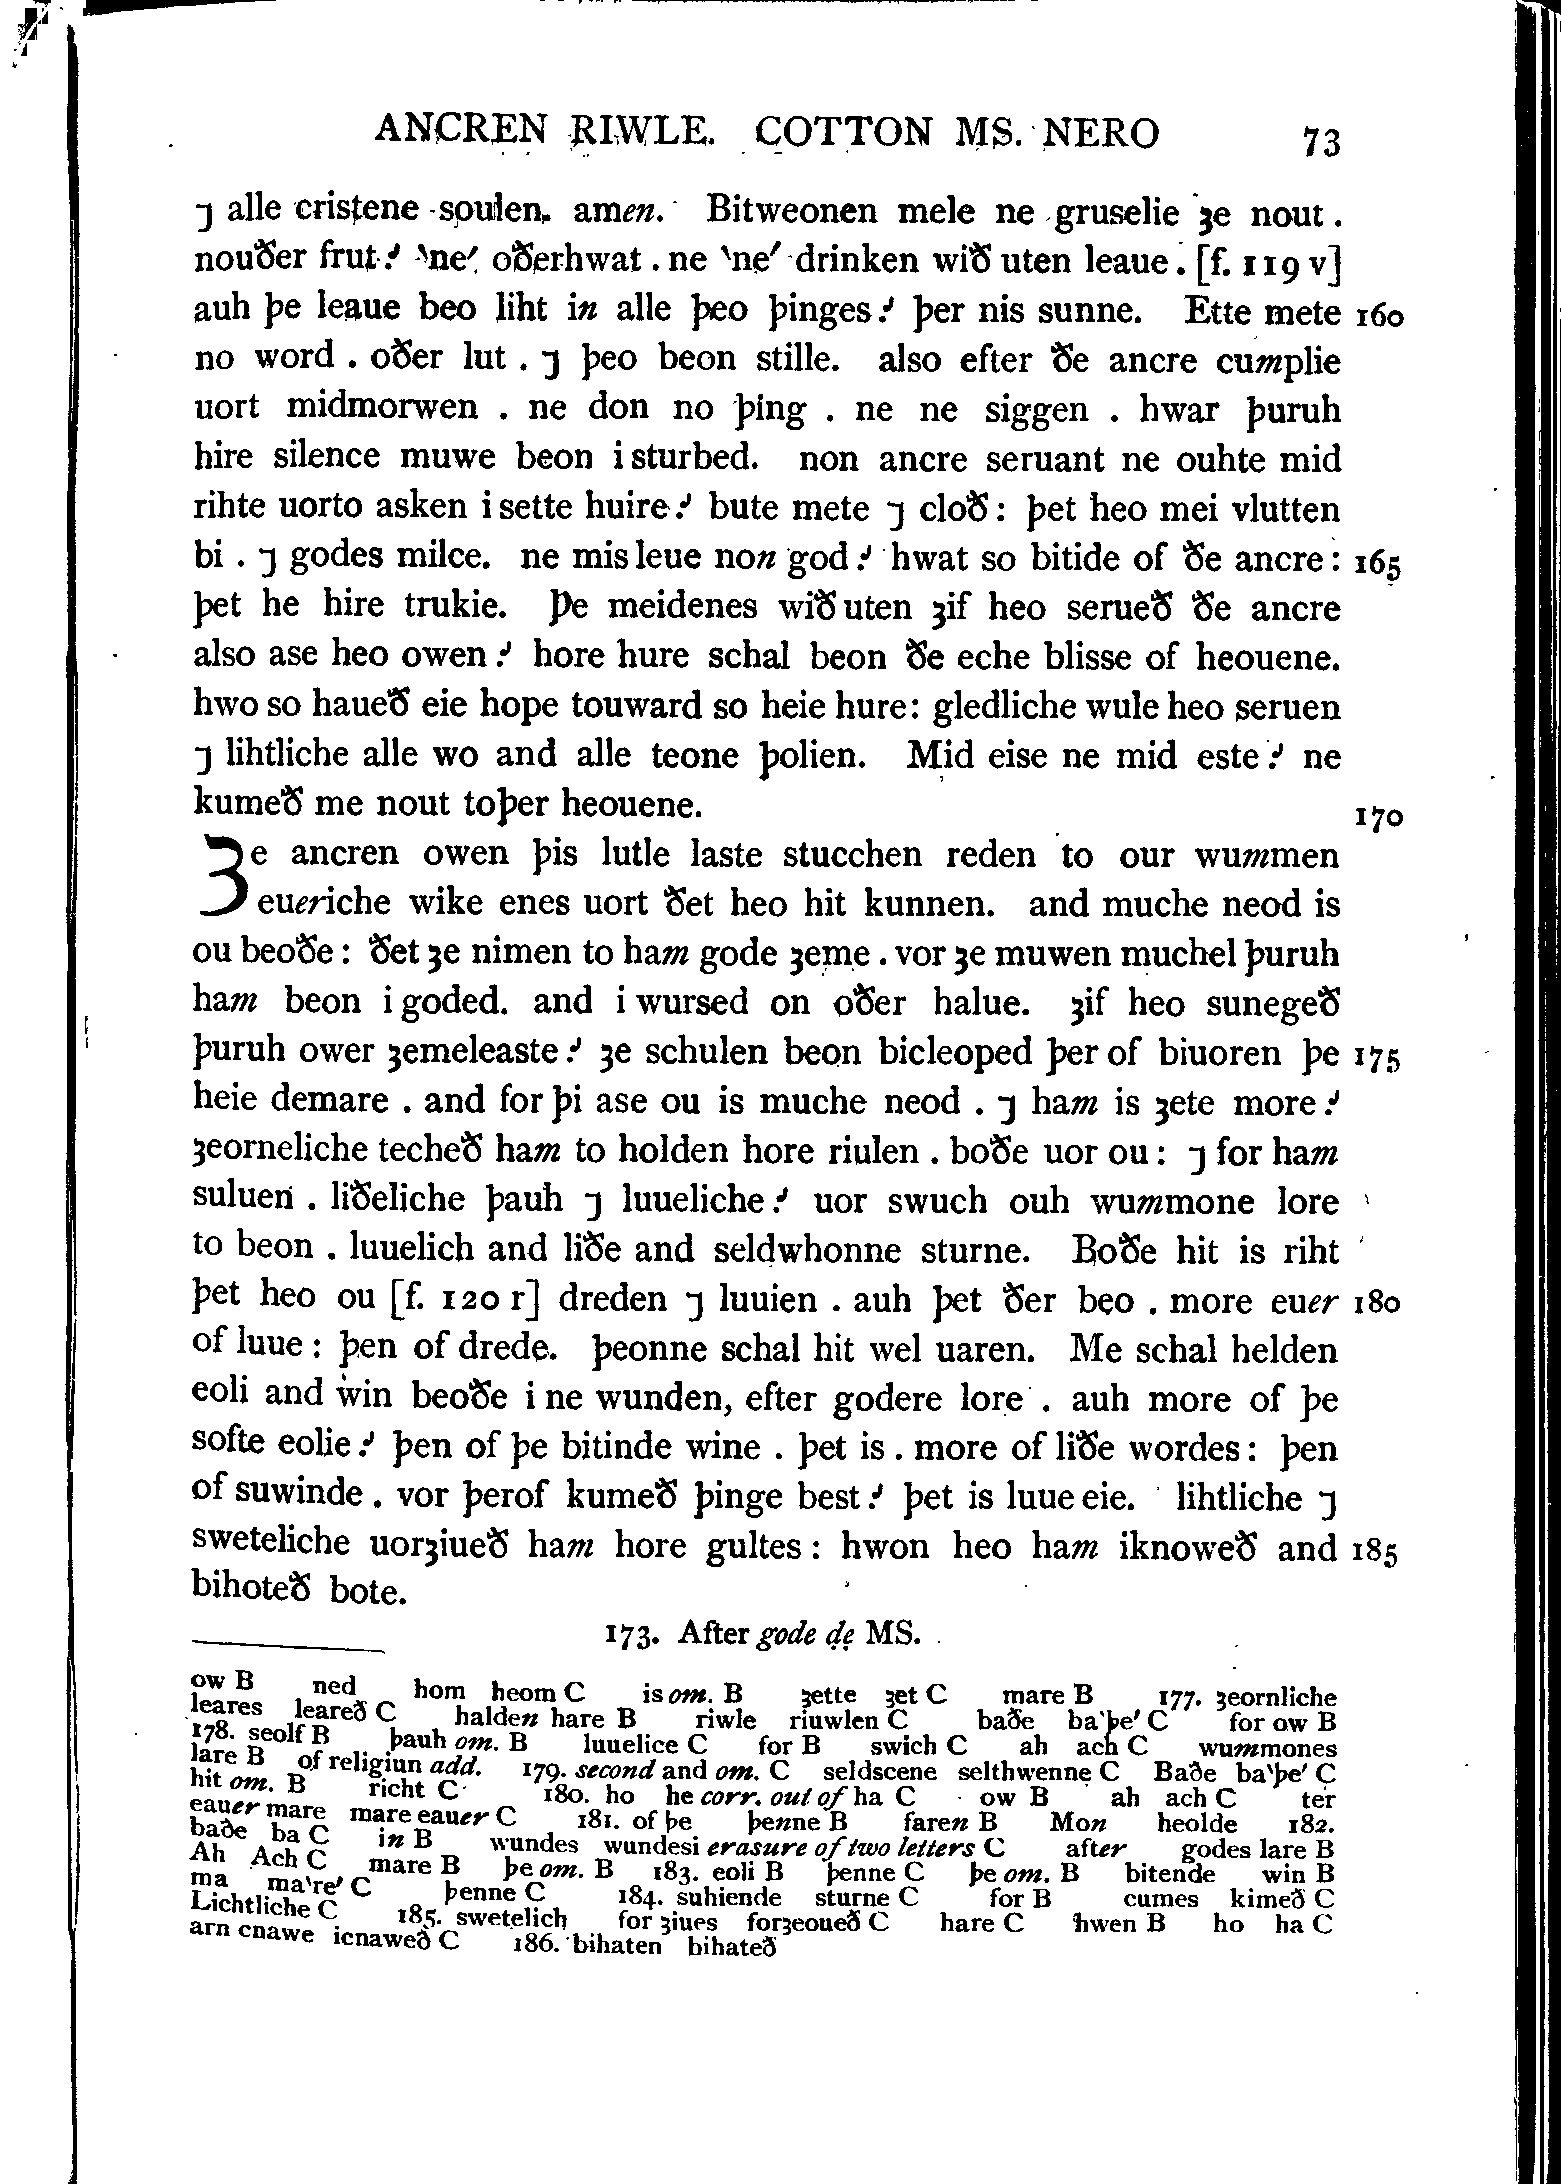 ANCREN RIWLE. COTTON MS. NERO 73
⁊ alle cristene soulen. amen. Bitweonen mele ne gruselie ȝe nout .
nouðer frut⹎ 'ne' oðerhwat . ne 'ne' drinken wið uten leaue . [f. 119 v]
auh þe leaue beo liht in alle þeo þinges⹎ þer nis sunne. Ette mete 160
no word . oðer lut . ⁊ þeo beon stille. also efter ðe ancre cumplie
uort midmorwen . ne don no þing . ne ne siggen . hwar þuruh
hire silence muwe beon i sturbed. non ancre seruant ne ouhte mid
rihte uorto asken i sette huire⹎ bute mete ⁊ cloð : þet heo mei vlutten
bi . ⁊ godes milce. ne mis leue non god⹎ hwat so bitide of ðe ancre : 165
þet he hire trukie. Þe meidenes wið uten ȝif heo serueð ðe ancre
also ase heo owen⹎ hore hure schal beon ðe eche blisse of heouene.
hwo so haueð eie hope touward so heie hure: gledliche wule heo seruen
⁊ lihtliche alle wo and alle teone þolien. Mid eise ne mid este⹎ ne
kumeð me nout toþer heouene. 170
Ȝe ancren owen þis lutle laste stucchen reden to our wummen
eueriche wike enes uort ðet heo hit kunnen. and muche neod is
ou beoðe : ðet ȝe nimen to ham gode ȝeme . vor ȝe muwen muchel þuruh
ham beon i goded. and i wursed on oðer halue. ȝif heo sunegeð
þuruh ower ȝemeleaste⹎ ȝe schulen beon bicleoped þer of biuoren þe 175
heie demare . and for þi ase ou is muche neod . ⁊ ham is ȝete more⹎
ȝeorneliche techeð ham to holden hore riulen . boðe uor ou : ⁊ for ham
suluen . liðeliche þauh ⁊ luueliche⹎ uor swuch ouh wummone lore
to beon . luuelich and liðe and seldwhonne sturne. Boðe hit is riht
þet heo ou [f. 120 r] dreden ⁊ luuien . auh þet ðer beo . more euer 180
of luue : þen of drede. þeonne schal hit wel uaren. Me schal helden
eoli and win beoðe i ne wunden, efter godere lore . auh more of þe
softe eolie⹎ þen of þe bitinde wine . þet is . more of liðe wordes : þen
of suwinde . vor þerof kumeð þinge best⹎ þet is luue eie. lihtliche ⁊
sweteliche uorȝiueð ham hore gultes : hwon heo ham iknoweð and 185
bihoteð bote.
173. After gode ḍẹ MS.
ow B ned hom heom C is om. B ȝette ȝet C mare B 177. ȝeornliche
leares leareð C halden hare B riwle riuwlen C baðe ba'þe' C for ow B
178. seolf B þauh om. B luuelice C for B swich C ah ach C wummones
lare B of religiun add. 179. second and om. C seldscene selthwenne C Baðe ba'þe' C
hit om. B richt C 180. ho he corr. out of ha C ow B ah ach C ter
eauer mare mare eauer C 181. of þe þenne B faren B Mon heolde 182.
baðe ba C in B wundes wundesi erasure of two letters C after godes lare B
Ah Ach C mare B þe om. B 183. eoli B þenne C þe om. B bitende win B
ma ma're' C þenne C 184. suhiende sturne C for B cumes kimeð C
Lichtliche C 185. swetelich for ȝiues forȝeoueð C hare C hwen B ho ha C
arn cnawe icnaweð C 186. bihaten bihateð